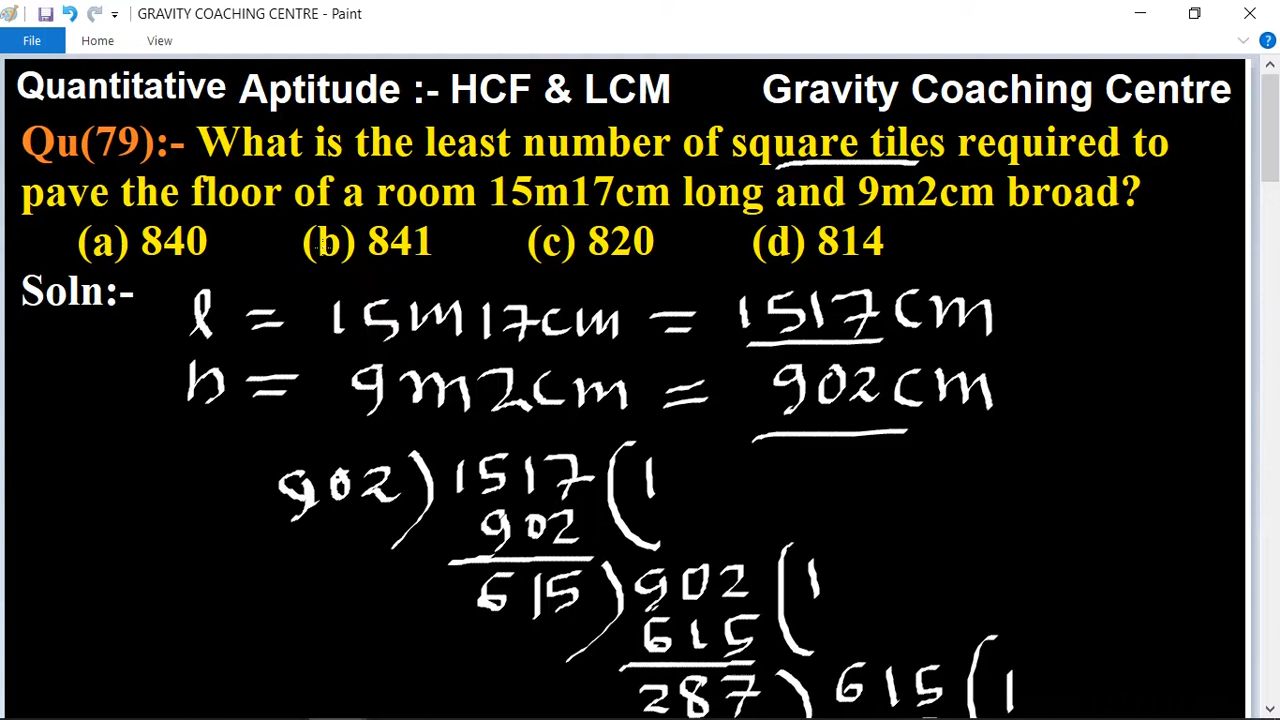 GRAVITY COACHING CENTRE - Paint
File Home View
Quantitative Aptitude :- HCF & LCM Gravity Coaching Centre
Qu(79):- What is the least number of square tiles required to
pave the floor of a room 15m17cm long and 9m2cm broad?
(a) 840 (b) 841 (c) 820 (d) 814
Soln:-
l = 15m17cm = 1517cm
b = 9m2cm = 902cm
902)1517(1
902
615)902(1
615
287)615(1